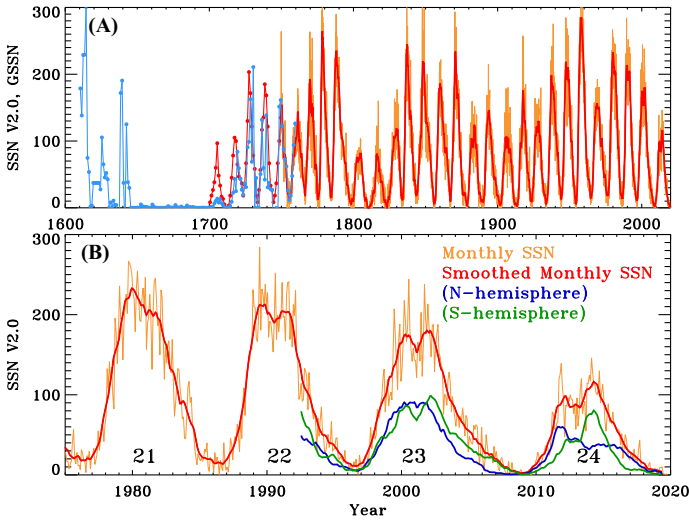 (A)
SSN V2.0, GSSN
300
200
100
0
1600 1700 1800 1900 2000
(B)
SSN V2.0
300
200
100
0
Monthly SSN
Smoothed Monthly SSN
(N-hemisphere)
(S-hemisphere)
21 22 23 24
1980 1990 2000 2010 2020
Year